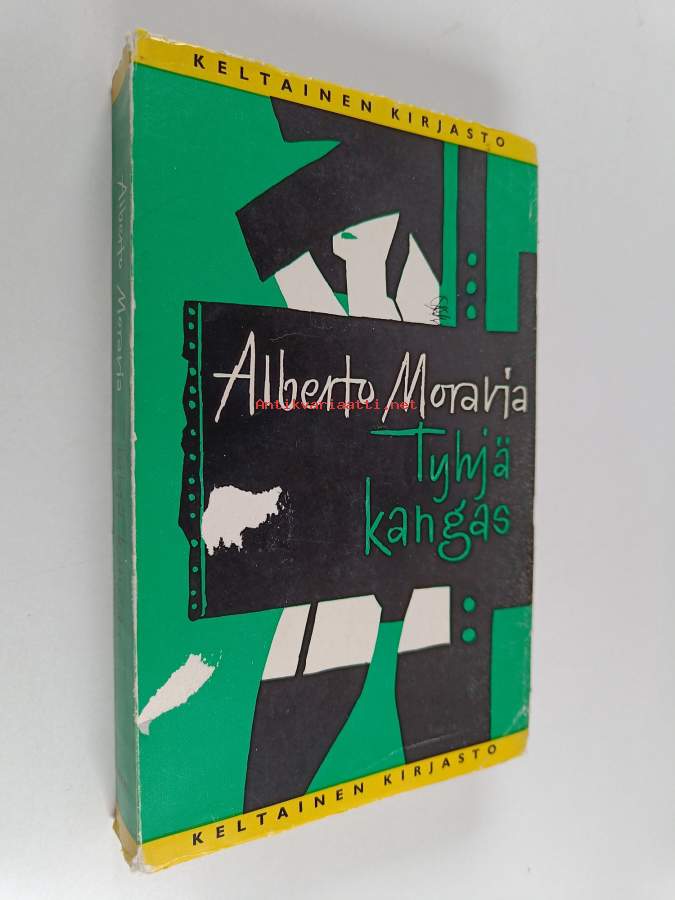 KELTAINEN KIRJASTO
Alberto Moravia
Alberto Moravia
Antikvariaatti.net
Tyhjä
kangas
KELTAINEN KIRJASTO